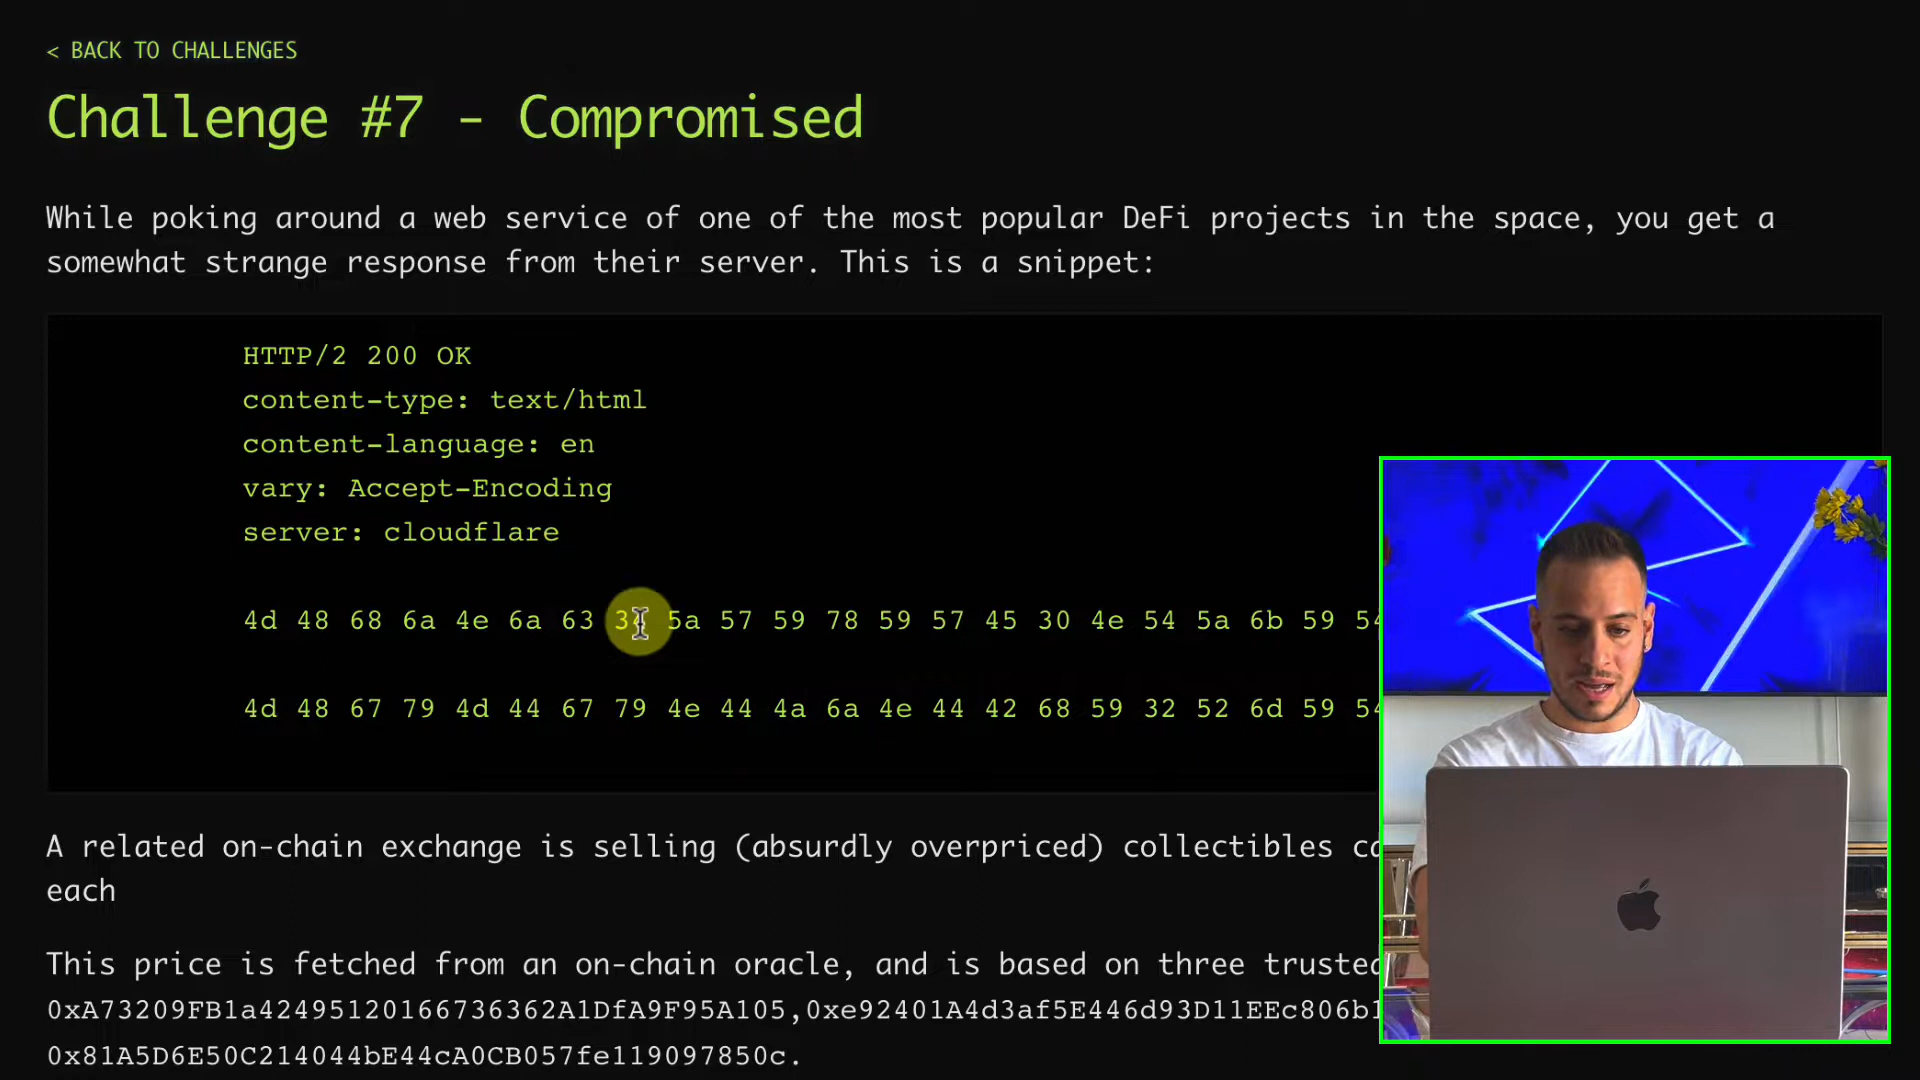 < BACK TO CHALLENGES
Challenge #7 - Compromised
While poking around a web service of one of the most popular DeFi projects in the space, you get a
somewhat strange response from their server. This is a snippet:
HTTP/2 200 OK
content-type: text/html
content-language: en
vary: Accept-Encoding
server: cloudflare
4d 48 68 6a 4e 6a 63 34 5a 57 59 78 59 57 45 30 4e 54 5a 6b 59 54
4d 48 67 79 4d 44 67 79 4e 44 4a 6a 4e 44 42 68 59 32 52 6d 59 54
A related on-chain exchange is selling (absurdly overpriced) collectibles
each
This price is fetched from an on-chain oracle, and is based on three trusted
0xA73209FB1a42495120166736362A1DfA9F95A105,0xe92401A4d3af5E446d93D11EEc806b1
0x81A5D6E50C214044bE44cA0CB057fe119097850c.